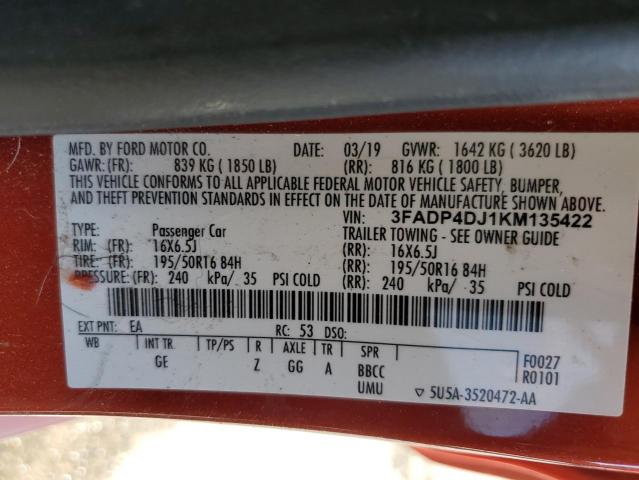 MFD. BY FORD MOTOR CO. DATE: 03/19 GVWR: 1642 KG ( 3620 LB)
GAWR:(FR): 839 KG ( 1850 LB) (RR): 816 KG ( 1800 LB)
THIS VEHICLE CONFORMS TO ALL APPLICABLE FEDERAL MOTOR VEHICLE SAFETY, BUMPER,
AND THEFT PREVENTION STANDARDS IN EFFECT ON THE DATE OF MANUFACTURE SHOWN ABOVE.
VIN: 3FADP4DJ1KM135422
TYPE: Passenger Car TRAILER TOWING - SEE OWNER GUIDE
RIM: (FR): 16X6.5J (RR): 16X6.5J
TIRE: (FR): 195/50R16 84H (RR): 195/50R16 84H
PRESSURE: (FR): 240 kPa/ 35 PSI COLD (RR): 240 kPa/ 35 PSI COLD
EXT PNT: EA RC: 53 DSO:
WB INT TR. TP/PS R AXLE TR SPR F0027
GE Z GG A BBCC R0101
UMU ▽ 5U5A-3520472-AA